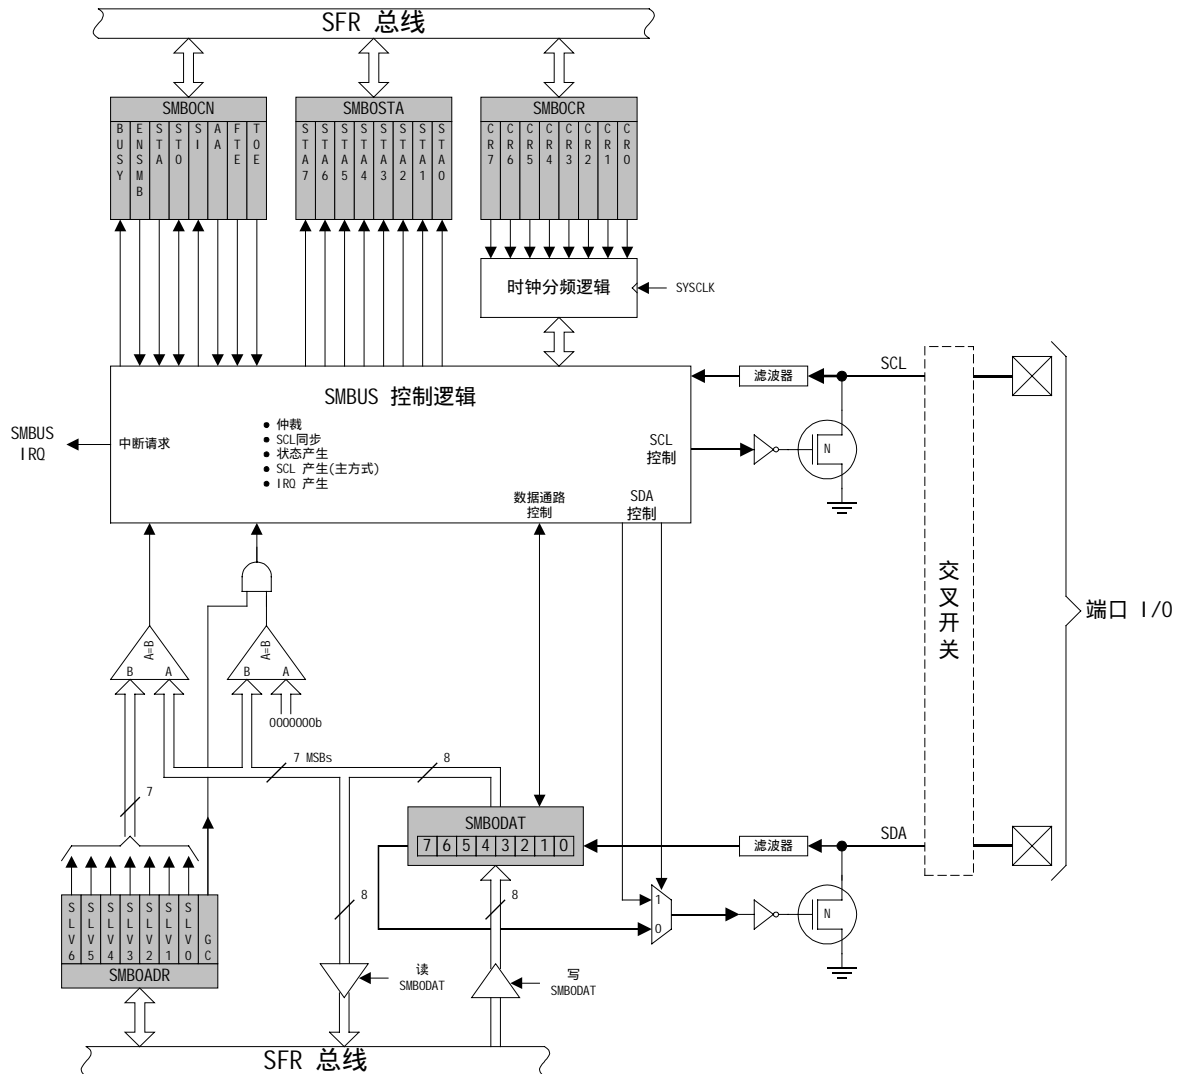 SFR 总线
SMB0CN
SMB0STA
SMB0CR
BUSY
ENSMB
STA
STO
SI
AA
FTE
TOE
STA7
STA6
STA5
STA4
STA3
STA2
STA1
STA0
CR7
CR6
CR5
CR4
CR3
CR2
CR1
CR0
时钟分频逻辑
SYSCLK
SMBUS 控制逻辑
SMBUS
IRQ
中断请求
● 仲裁
● SCL同步
● 状态产生
● SCL 产生(主方式)
● IRQ 产生
SCL
控制
数据通路
控制
SDA
控制
滤波器
SCL
N
交叉开关
端口 I/O
A=B
B A
A=B
B A
0000000b
7 MSBs
8
7
SMB0DAT
7 6 5 4 3 2 1 0
滤波器
SDA
1
0
N
8
8
SLV6
SLV5
SLV4
SLV3
SLV2
SLV1
SLV0
GC
SMB0ADR
读
SMB0DAT
写
SMB0DAT
SFR 总线